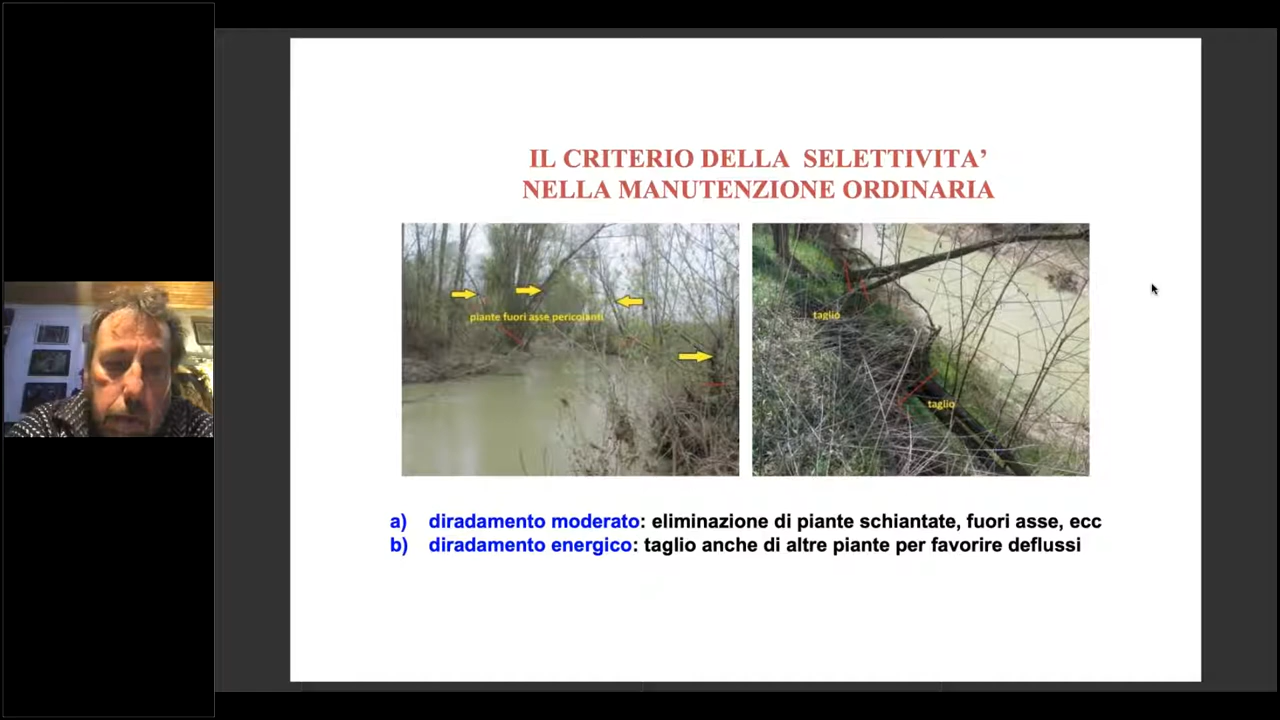 IL CRITERIO DELLA SELETTIVITA’
NELLA MANUTENZIONE ORDINARIA
piante fuori asse pericolanti
taglio
taglio
a) diradamento moderato: eliminazione di piante schiantate, fuori asse, ecc
b) diradamento energico: taglio anche di altre piante per favorire deflussi